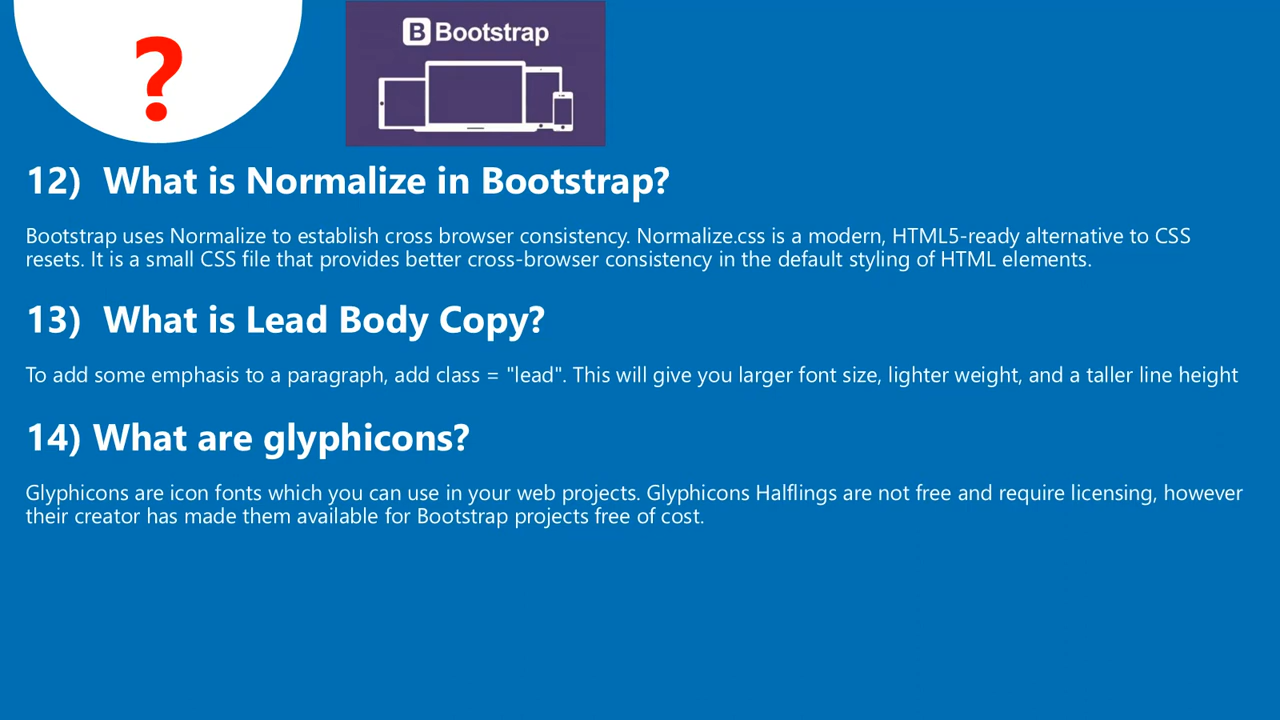 ?
B Bootstrap
12) What is Normalize in Bootstrap?
Bootstrap uses Normalize to establish cross browser consistency. Normalize.css is a modern, HTML5-ready alternative to CSS
resets. It is a small CSS file that provides better cross-browser consistency in the default styling of HTML elements.
13) What is Lead Body Copy?
To add some emphasis to a paragraph, add class = "lead". This will give you larger font size, lighter weight, and a taller line height
14) What are glyphicons?
Glyphicons are icon fonts which you can use in your web projects. Glyphicons Halflings are not free and require licensing, however
their creator has made them available for Bootstrap projects free of cost.